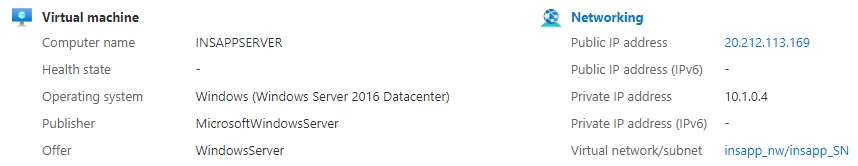 Virtual machine
Computer name INSAPPSERVER
Health state -
Operating system Windows (Windows Server 2016 Datacenter)
Publisher MicrosoftWindowsServer
Offer WindowsServer
Networking
Public IP address 20.212.113.169
Public IP address (IPv6) -
Private IP address 10.1.0.4
Private IP address (IPv6) -
Virtual network/subnet insapp_nw/insapp_SN